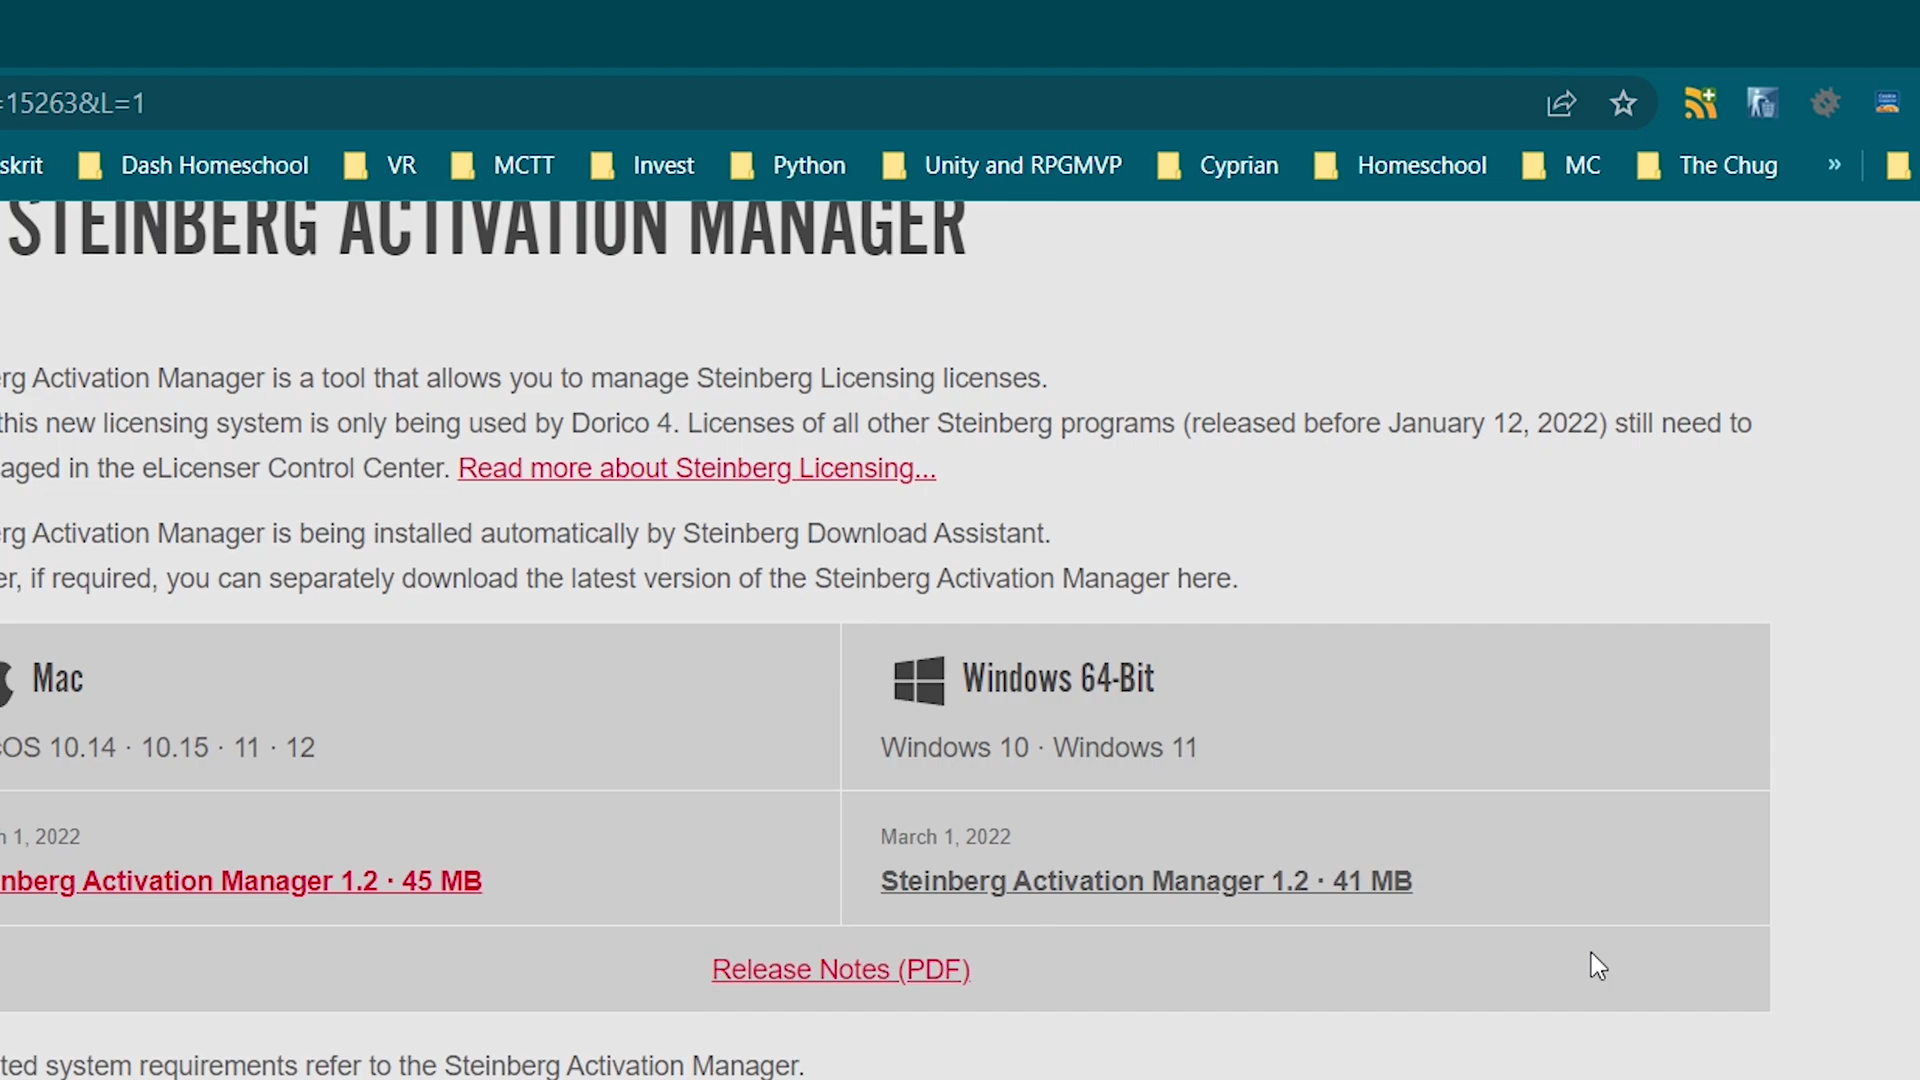 =15263&L=1
skrit Dash Homeschool VR MCTT Invest Python Unity and RPGMVP Cyprian Homeschool MC The Chug »
STEINBERG ACTIVATION MANAGER
rg Activation Manager is a tool that allows you to manage Steinberg Licensing licenses.
this new licensing system is only being used by Dorico 4. Licenses of all other Steinberg programs (released before January 12, 2022) still need to
aged in the eLicenser Control Center. Read more about Steinberg Licensing...
rg Activation Manager is being installed automatically by Steinberg Download Assistant.
er, if required, you can separately download the latest version of the Steinberg Activation Manager here.
Mac
OS 10.14 · 10.15 · 11 · 12
1, 2022
nberg Activation Manager 1.2 · 45 MB
Windows 64-Bit
Windows 10 · Windows 11
March 1, 2022
Steinberg Activation Manager 1.2 · 41 MB
Release Notes (PDF)
ted system requirements refer to the Steinberg Activation Manager.